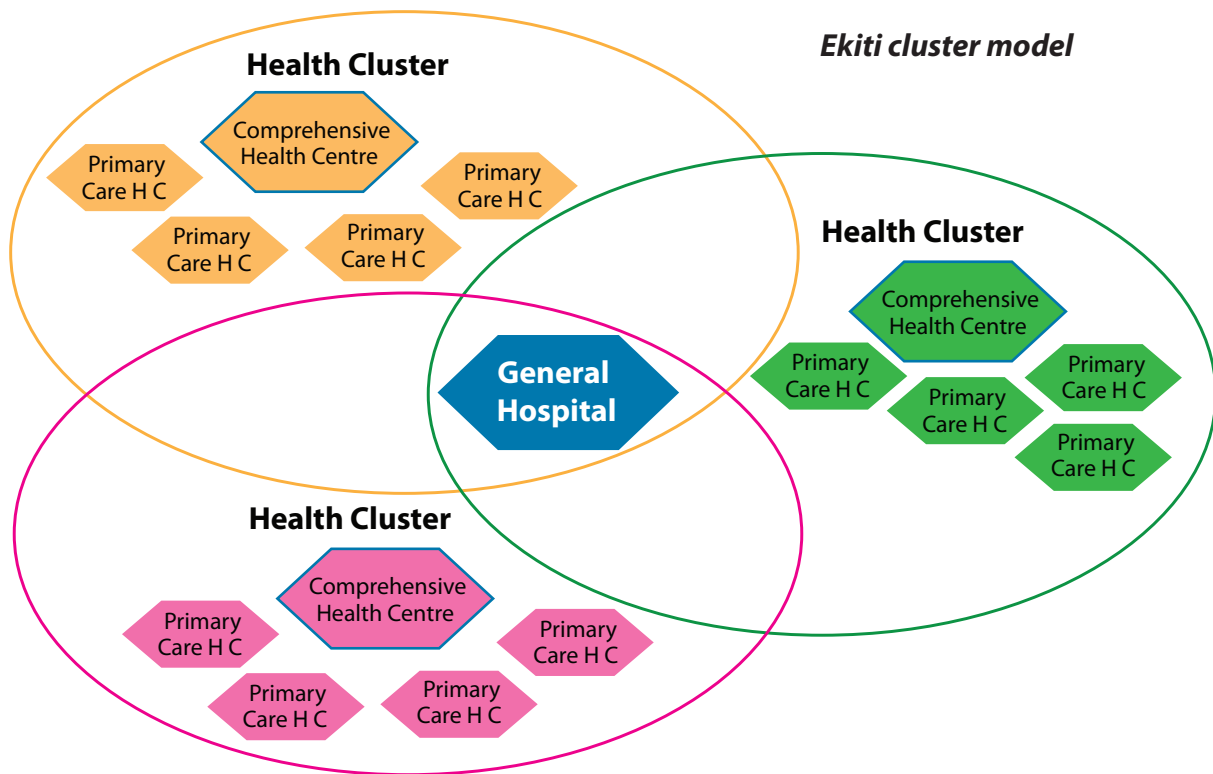 Ekiti cluster model
Health Cluster
Comprehensive
Health Centre
Primary
Care H C
Primary
Care H C
Primary
Care H C
Primary
Care H C
Health Cluster
Comprehensive
Health Centre
Primary
Care H C
Primary
Care H C
Primary
Care H C
Primary
Care H C
General
Hospital
Health Cluster
Comprehensive
Health Centre
Primary
Care H C
Primary
Care H C
Primary
Care H C
Primary
Care H C